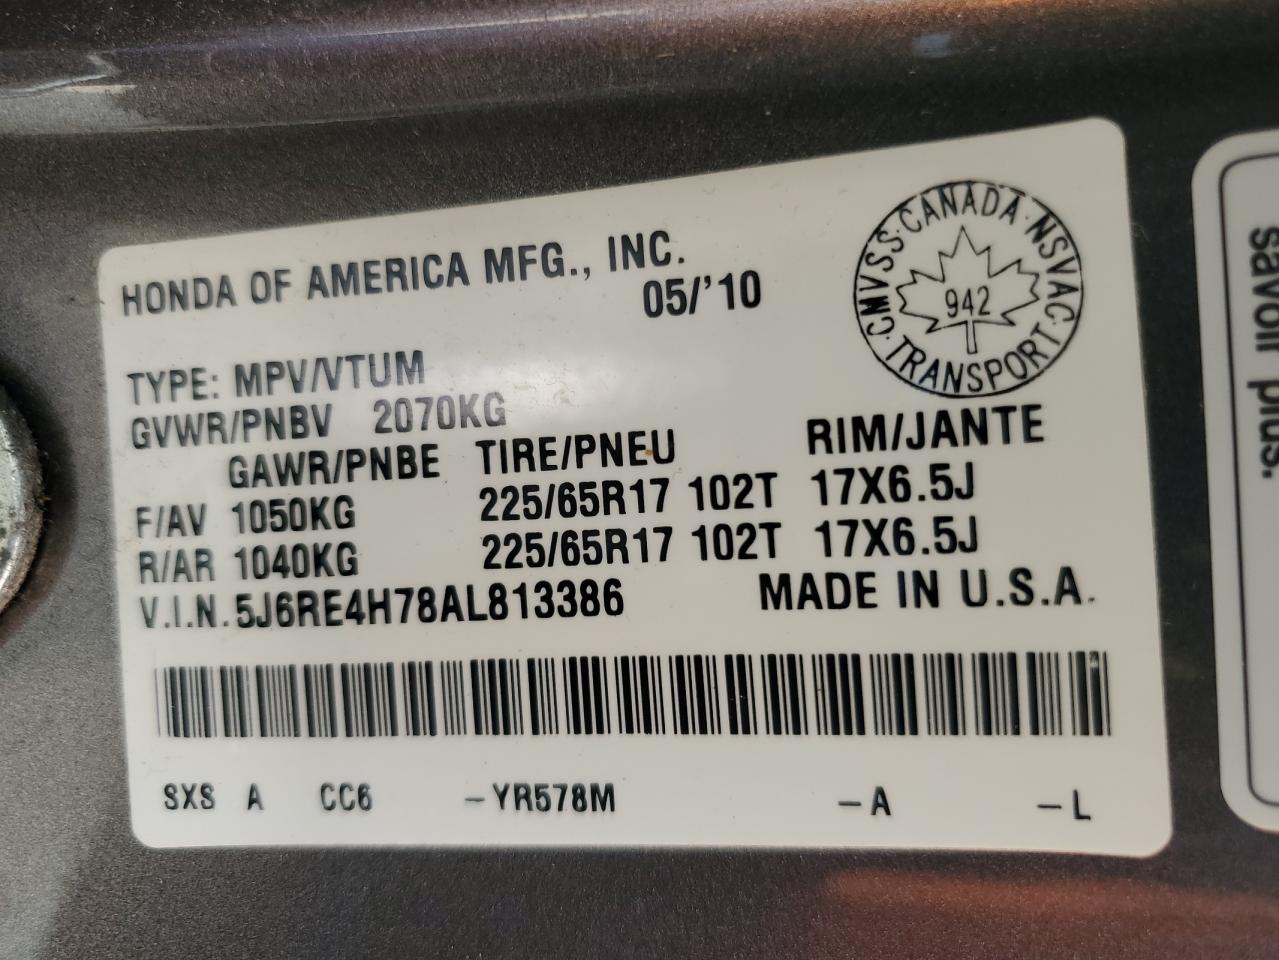 HONDA OF AMERICA MFG., INC.
05/'10
CMVSS·CANADA·NSVAC
942
· TRANSPORT ·
TYPE: MPV/VTUM
GVWR/PNBV 2070KG
GAWR/PNBE TIRE/PNEU RIM/JANTE
F/AV 1050KG 225/65R17 102T 17X6.5J
R/AR 1040KG 225/65R17 102T 17X6.5J
V.I.N. 5J6RE4H78AL813386 MADE IN U.S.A.
SXS A CC6 -YR578M -A -L
savoir plus.